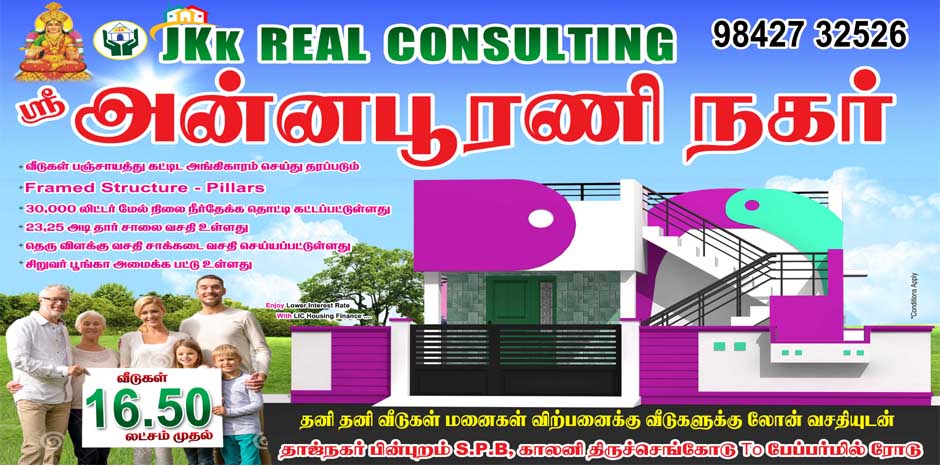 JKK REAL CONSULTING
98427 32526
ஸ்ரீ அன்னபூரணி நகர்
* வீடுகள் பஞ்சாயத்து கட்டிட அங்கிகாரம் செய்து தரப்படும்
* Framed Structure - Pillars
* 30,000 லிட்டர் மேல் நிலை நீர்தேக்க தொட்டி கட்டப்பட்டுள்ளது
* 23,25 அடி தார் சாலை வசதி உள்ளது
* தெரு விளக்கு வசதி சாக்கடை வசதி செய்யப்பட்டுள்ளது
* சிறுவர் பூங்கா அமைக்க பட்டு உள்ளது
Enjoy Lower Interest Rate
With LIC Housing Finance ....
*Conditions Apply
வீடுகள்
16.50
லட்சம் முதல்
தனி தனி வீடுகள் மனைகள் விற்பனைக்கு வீடுகளுக்கு லோன் வசதியுடன்
தாஜ்நகர் பின்புறம் S.P.B, காலனி திருச்செங்கோடு To பேப்பர்மில் ரோடு